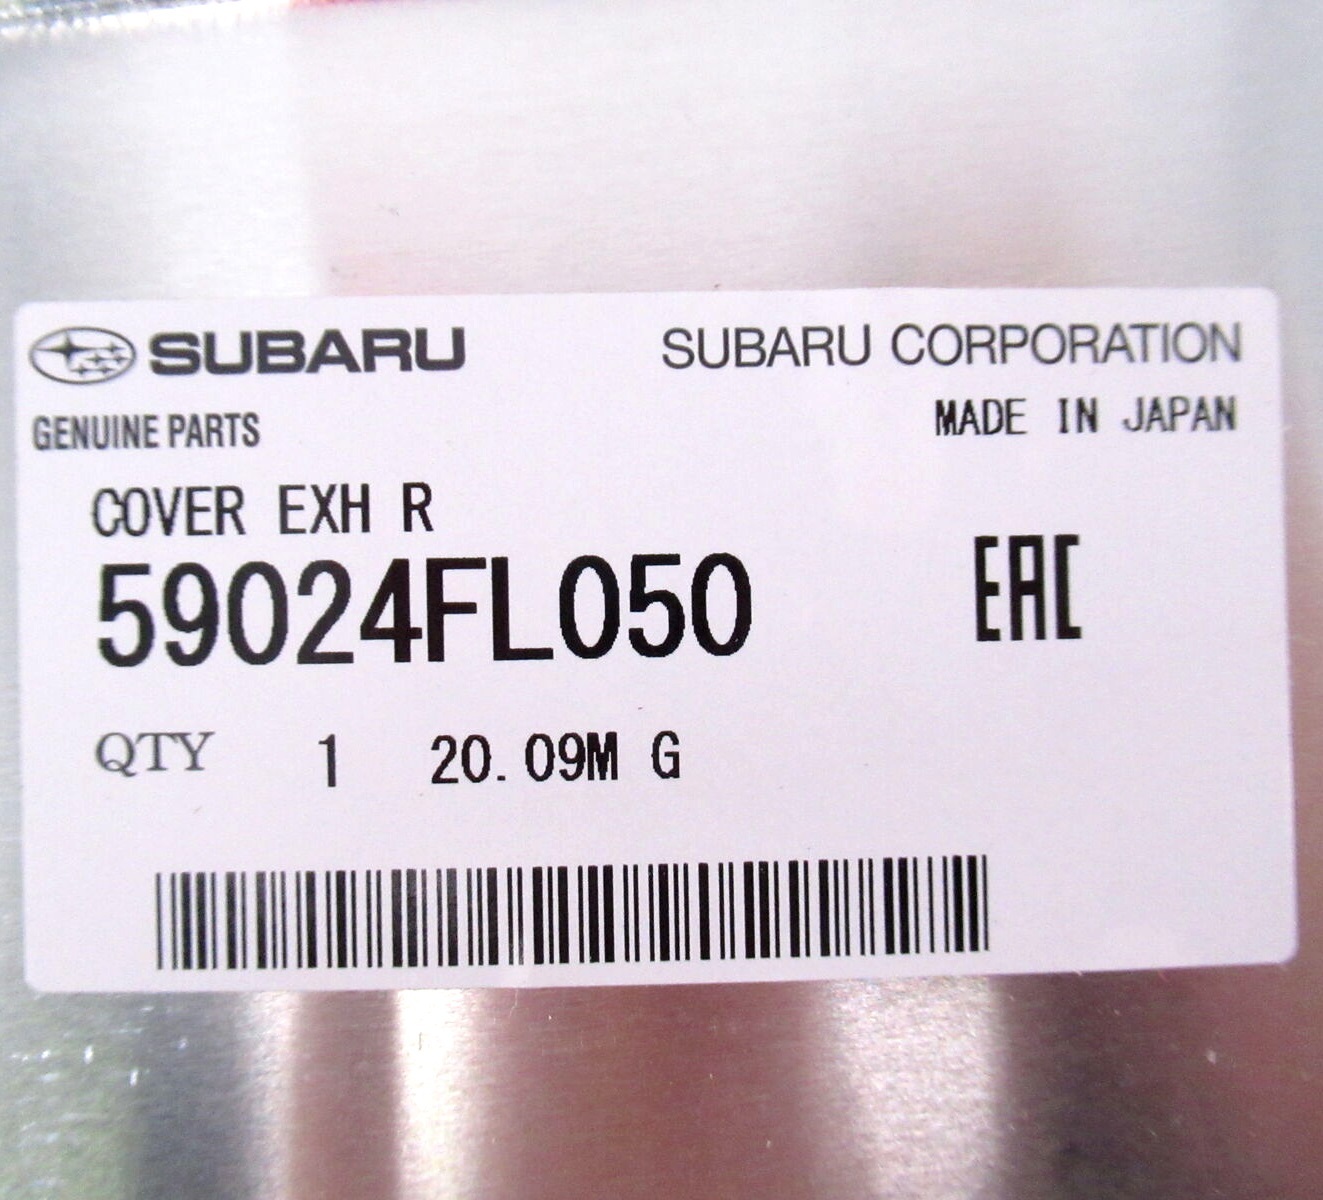 SUBARU SUBARU CORPORATION
GENUINE PARTS MADE IN JAPAN
COVER EXH R
59024FL050
EAC
QTY 1 20.09M G